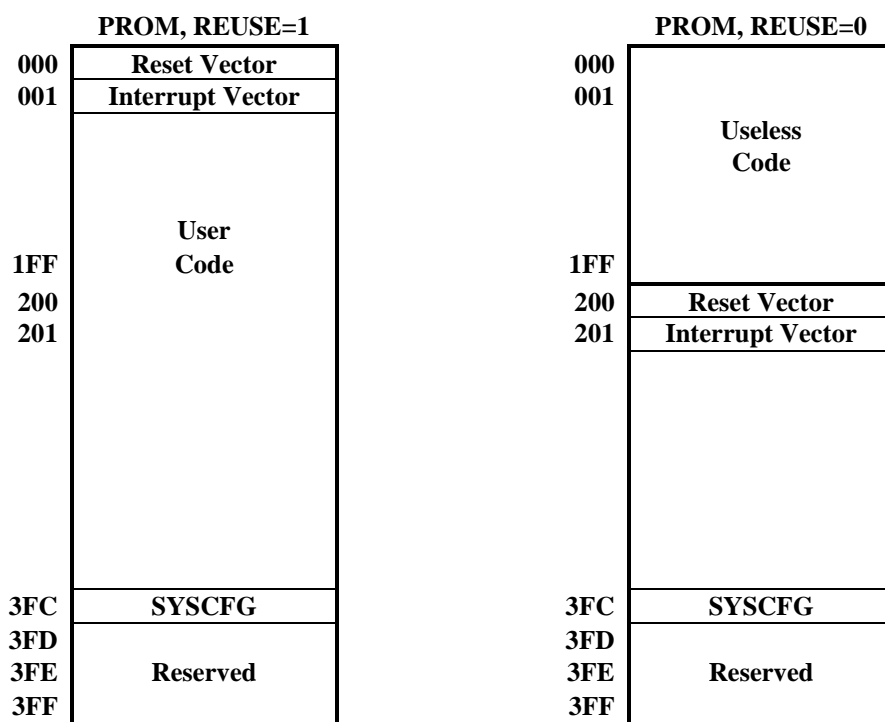 PROM, REUSE=1
000 Reset Vector
001 Interrupt Vector
User
1FF Code
200
201
3FC SYSCFG
3FD
3FE Reserved
3FF
PROM, REUSE=0
000
001
Useless
Code
1FF
200 Reset Vector
201 Interrupt Vector
3FC SYSCFG
3FD
3FE Reserved
3FF